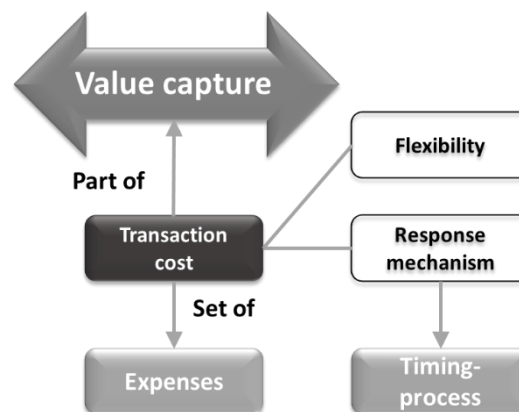 Value capture
Flexibility
Part of
Transaction
cost
Response
mechanism
Set of
Expenses
Timing-
process